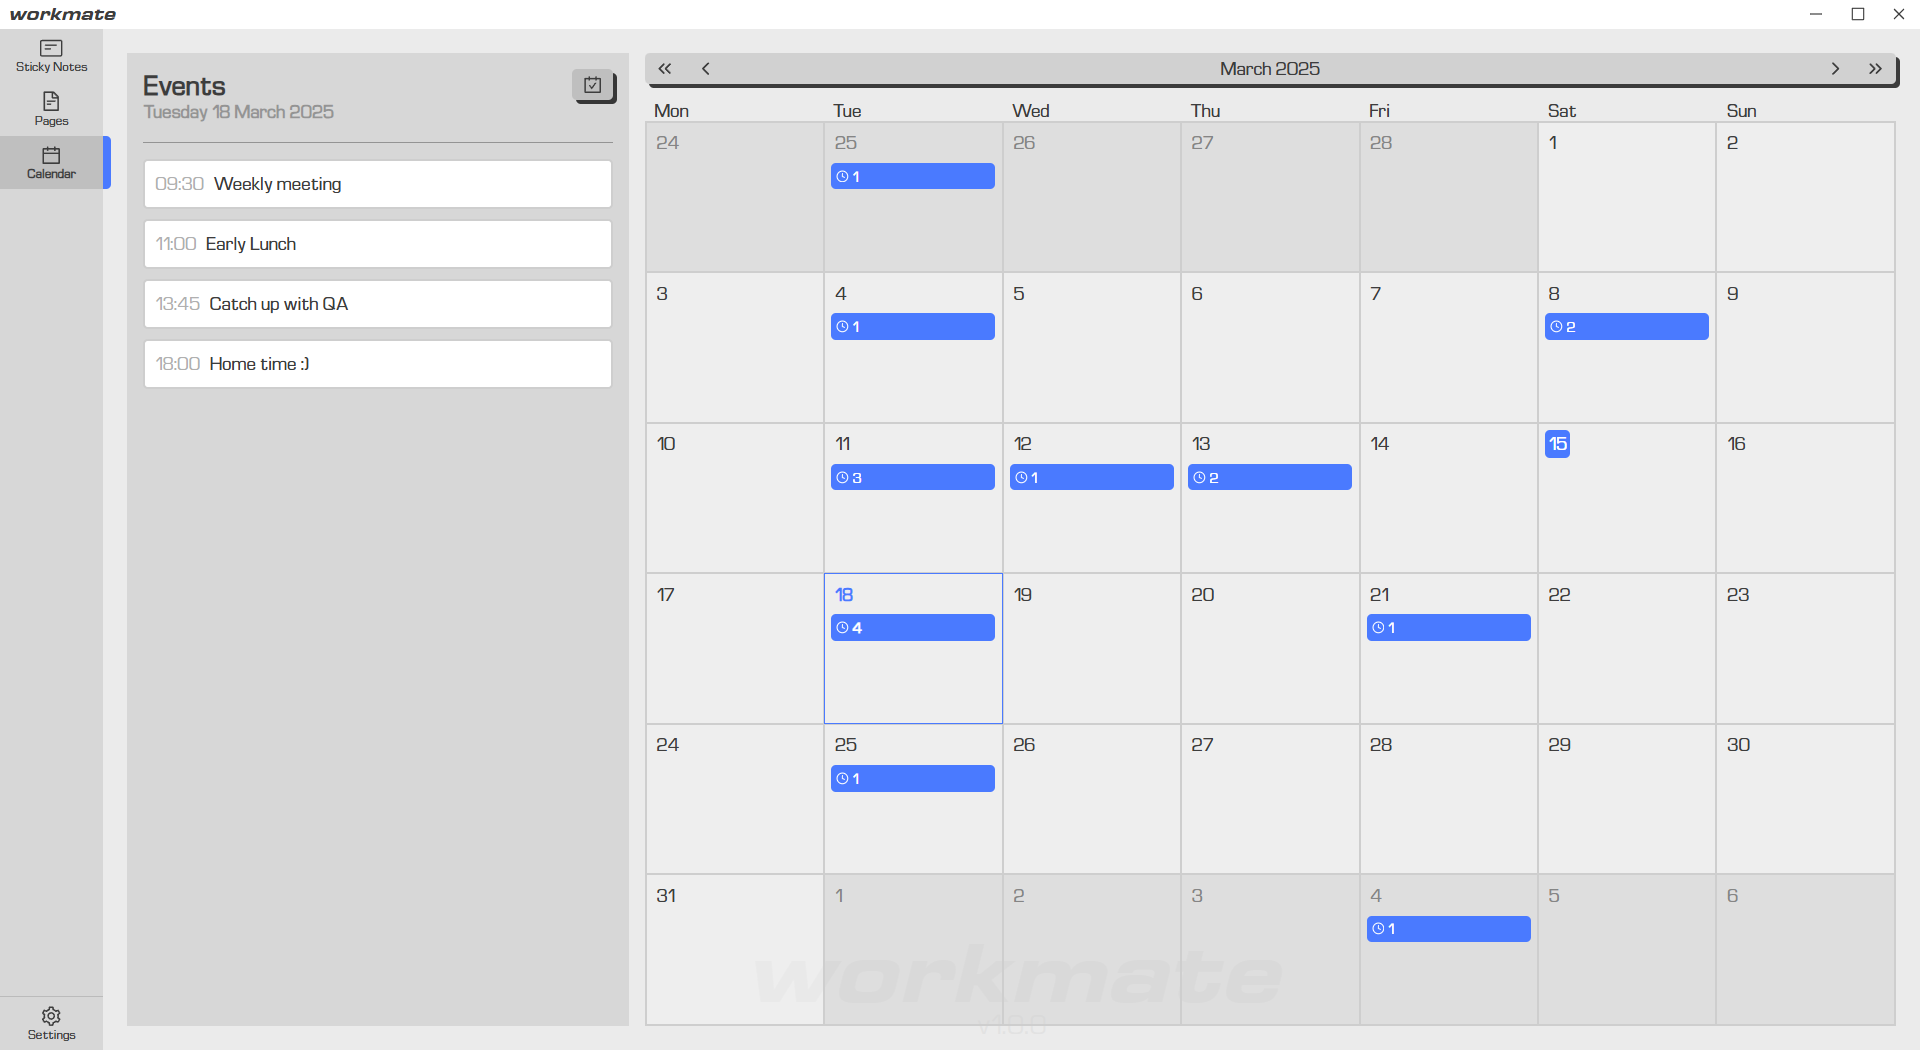 workmate
Sticky Notes
Pages
Calendar
Settings
Events
Tuesday 18 March 2025
09:30 Weekly meeting
11:00 Early Lunch
13:45 Catch up with QA
18:00 Home time :)
March 2025
Mon Tue Wed Thu Fri Sat Sun
24 25 26 27 28 1 2
1
3 4 5 6 7 8 9
1 2
10 11 12 13 14 15 16
3 1 2
17 18 19 20 21 22 23
4 1
24 25 26 27 28 29 30
1
31 1 2 3 4 5 6
1
workmate
v1.0.0